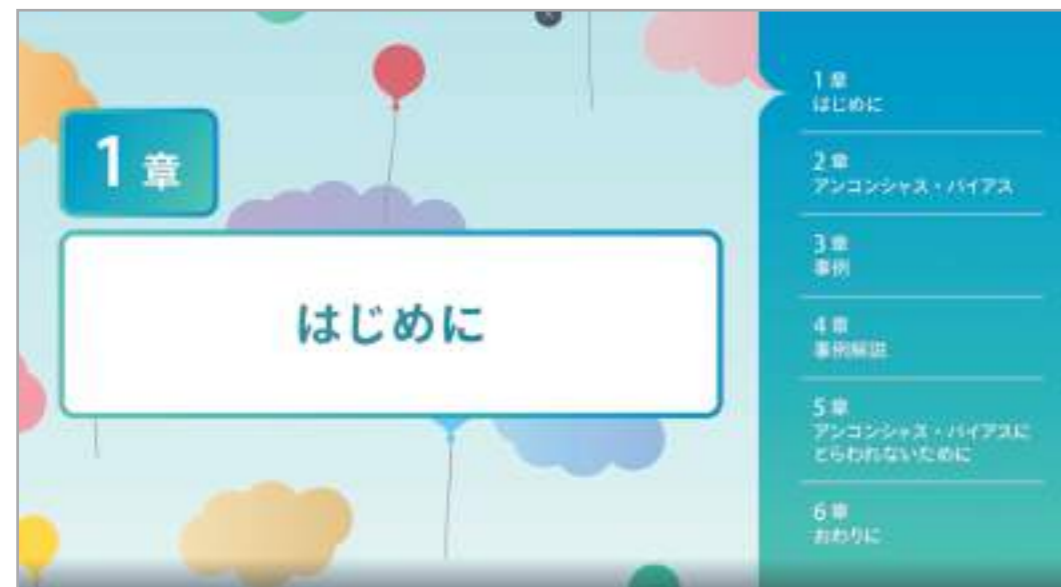 1 章
はじめに
1 章
はじめに
2 章
アンコンシャス・バイアス
3 章
事例
4 章
事例解説
5 章
アンコンシャス・バイアスに
とらわれないために
6 章
おわりに